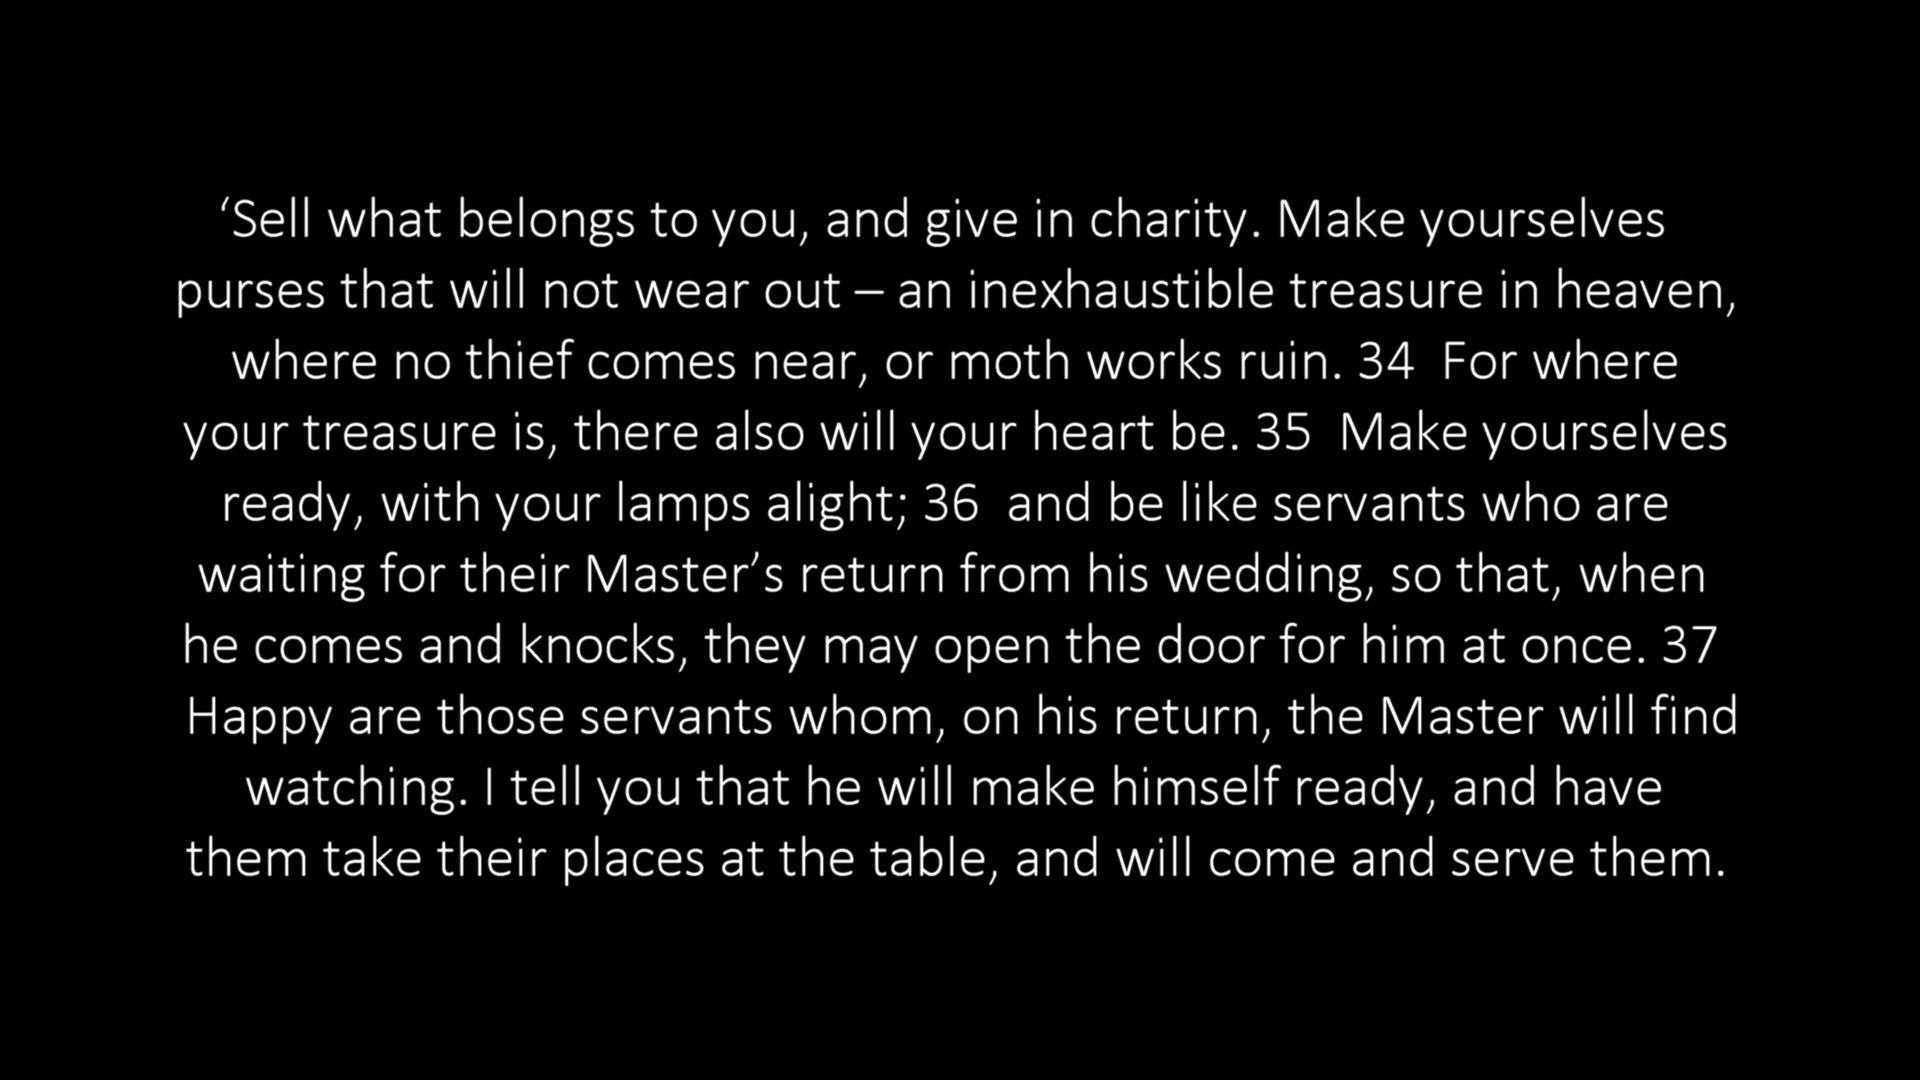 ‘Sell what belongs to you, and give in charity. Make yourselves
purses that will not wear out – an inexhaustible treasure in heaven,
where no thief comes near, or moth works ruin. 34  For where
your treasure is, there also will your heart be. 35  Make yourselves
ready, with your lamps alight; 36  and be like servants who are
waiting for their Master’s return from his wedding, so that, when
he comes and knocks, they may open the door for him at once. 37
Happy are those servants whom, on his return, the Master will find
watching. I tell you that he will make himself ready, and have
them take their places at the table, and will come and serve them.